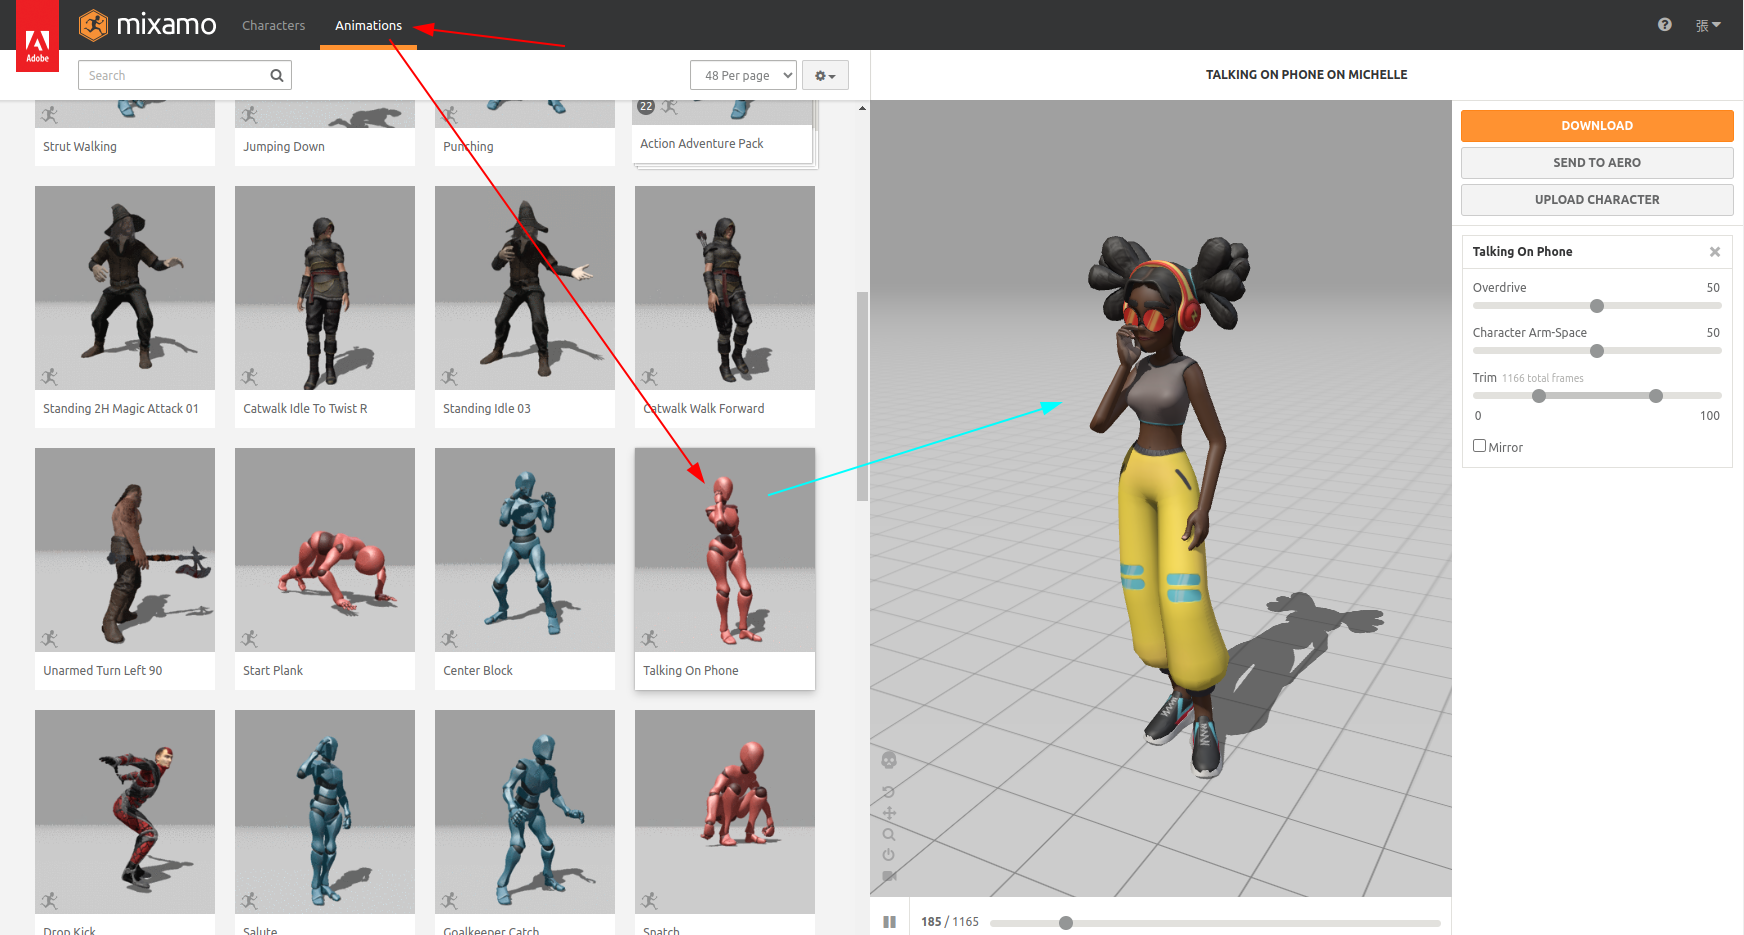 Adobe
mixamo
Characters
Animations
張
Search
48 Per page
TALKING ON PHONE ON MICHELLE
Strut Walking
Jumping Down
Punching
22
Action Adventure Pack
Standing 2H Magic Attack 01
Catwalk Idle To Twist R
Standing Idle 03
Catwalk Walk Forward
Unarmed Turn Left 90
Start Plank
Center Block
Talking On Phone
Drop Kick
Salute
Goalkeeper Catch
Snatch
DOWNLOAD
SEND TO AERO
UPLOAD CHARACTER
Talking On Phone
Overdrive 50
Character Arm-Space 50
Trim 1166 total frames
0 100
Mirror
185 / 1165